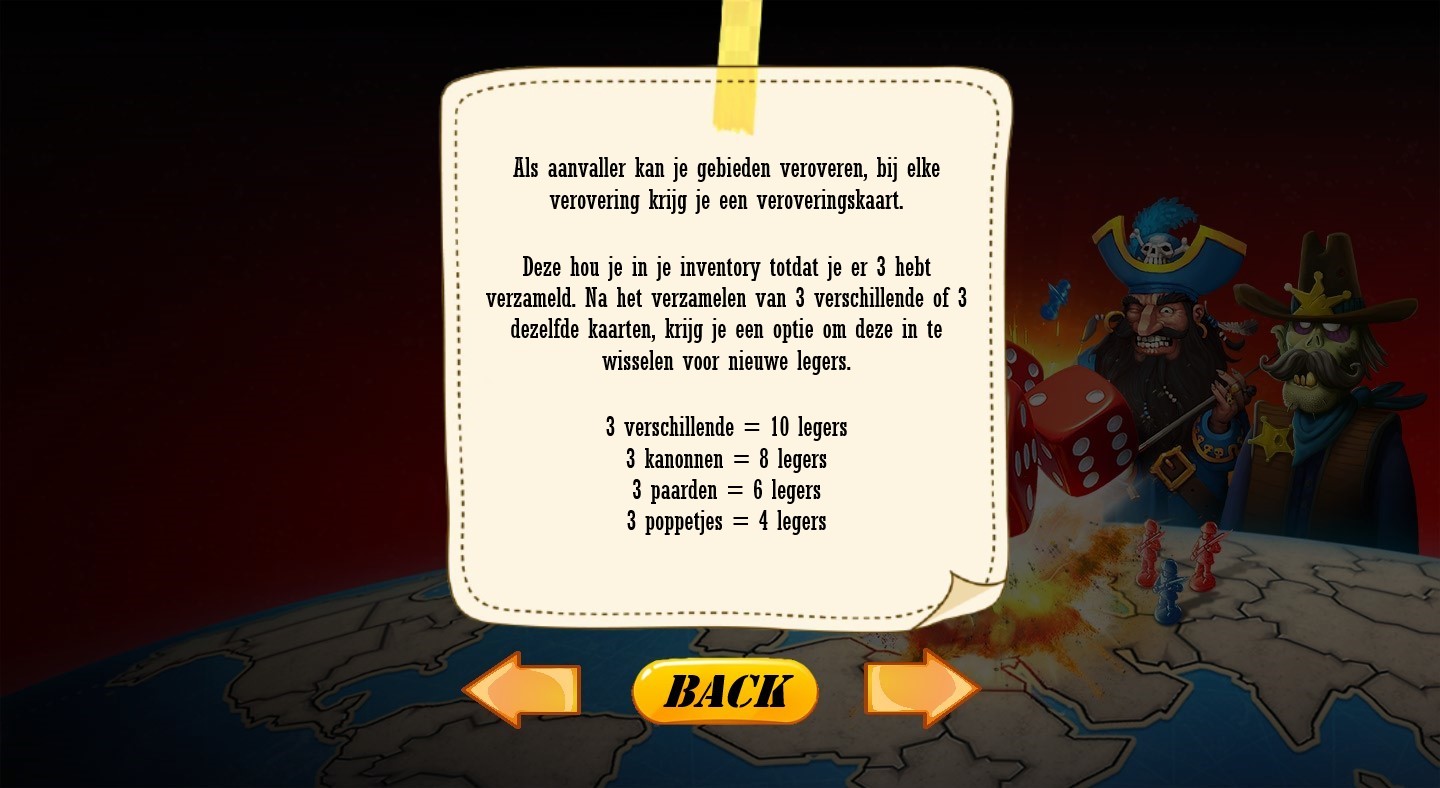 Als aanvaller kan je gebieden veroveren, bij elke
verovering krijg je een veroveringskaart.
Deze hou je in je inventory totdat je er 3 hebt
verzameld. Na het verzamelen van 3 verschillende of 3
dezelfde kaarten, krijg je een optie om deze in te
wisselen voor nieuwe legers.
3 verschillende = 10 legers
3 kanonnen = 8 legers
3 paarden = 6 legers
3 poppetjes = 4 legers
BACK